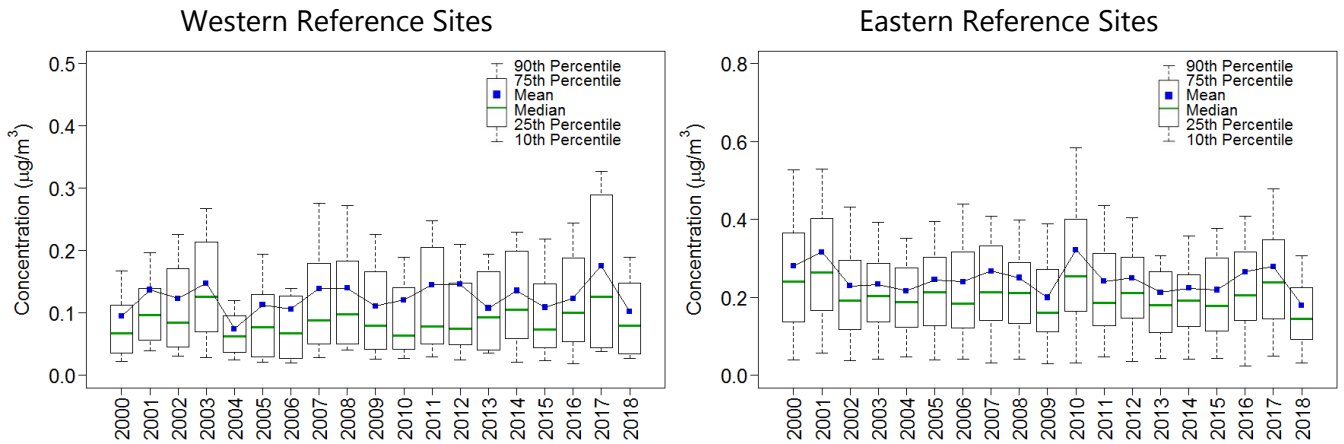 Western Reference Sites
Concentration (μg/m³)
0.5
0.4
0.3
0.2
0.1
0.0
90th Percentile
75th Percentile
Mean
Median
25th Percentile
10th Percentile
2000 2001 2002 2003 2004 2005 2006 2007 2008 2009 2010 2011 2012 2013 2014 2015 2016 2017 2018
Eastern Reference Sites
Concentration (μg/m³)
0.8
0.6
0.4
0.2
0.0
90th Percentile
75th Percentile
Mean
Median
25th Percentile
10th Percentile
2000 2001 2002 2003 2004 2005 2006 2007 2008 2009 2010 2011 2012 2013 2014 2015 2016 2017 2018